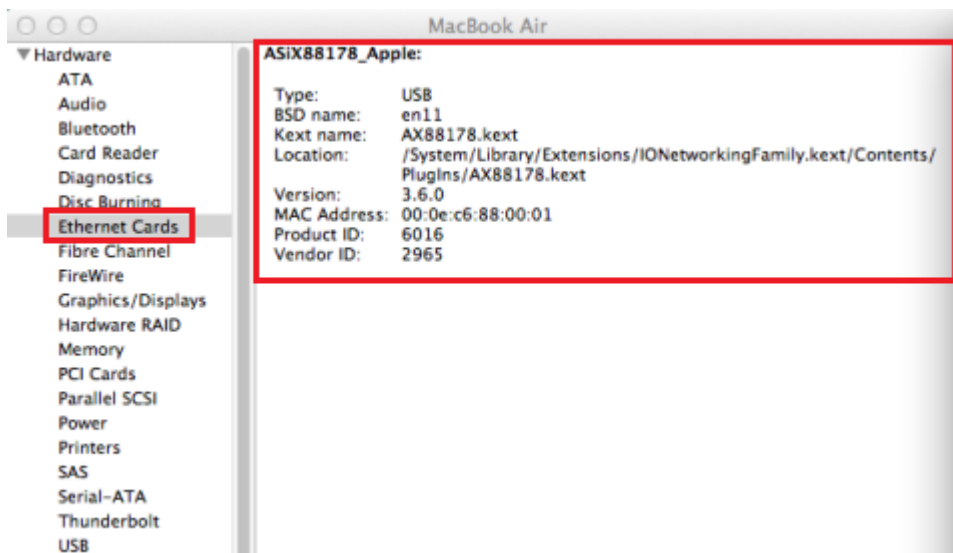 MacBook Air
▼Hardware
ATA
Audio
Bluetooth
Card Reader
Diagnostics
Disc Burning
Ethernet Cards
Fibre Channel
FireWire
Graphics/Displays
Hardware RAID
Memory
PCI Cards
Parallel SCSI
Power
Printers
SAS
Serial-ATA
Thunderbolt
USB
ASiX88178_Apple:
Type: USB
BSD name: en11
Kext name: AX88178.kext
Location: /System/Library/Extensions/IONetworkingFamily.kext/Contents/
PlugIns/AX88178.kext
Version: 3.6.0
MAC Address: 00:0e:c6:88:00:01
Product ID: 6016
Vendor ID: 2965